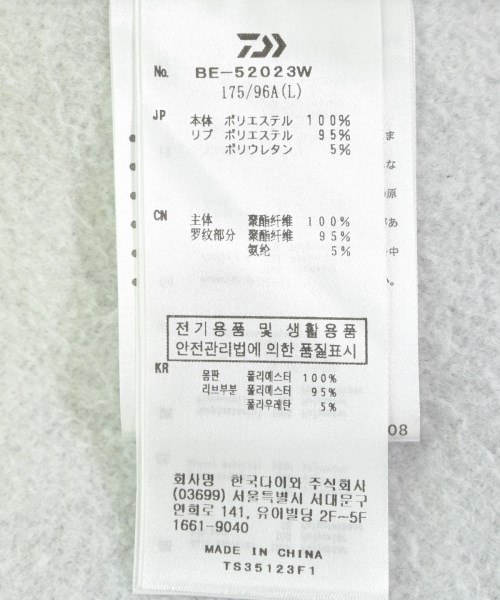 No. BE-52023W
175/96A(L)
JP 本体 ポリエステル 100%
リブ ポリエステル 95%
ポリウレタン 5%
CN 主体 聚酯纤维 100%
罗纹部分 聚酯纤维 95%
氨纶 5%
전기용품 및 생활용품
안전관리법에 의한 품질표시
KR 몸판 폴리에스터 100%
리브부분 폴리에스터 95%
폴리우레탄 5%
회사명 한국다이와 주식회사
(03699) 서울특별시 서대문구
연희로 141, 유이빌딩 2F~5F
1661-9040
MADE IN CHINA
TS35123F1
ま
な
原
あ
中
08